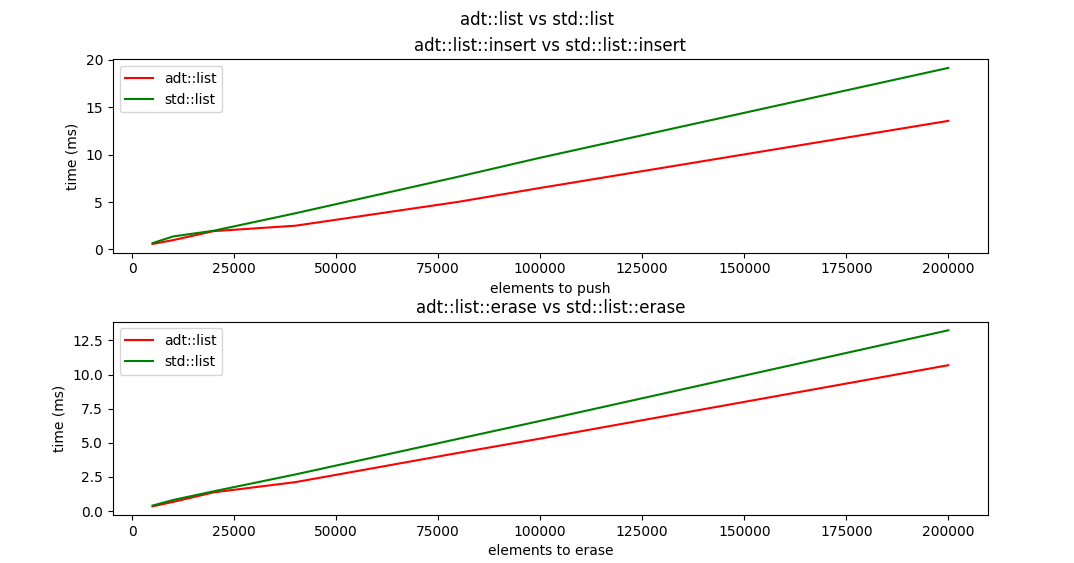 adt::list vs std::list
adt::list::insert vs std::list::insert
adt::list
std::list
time (ms)
20
15
10
5
0
0 25000 50000 75000 100000 125000 150000 175000 200000
elements to push
adt::list::erase vs std::list::erase
adt::list
std::list
time (ms)
12.5
10.0
7.5
5.0
2.5
0.0
0 25000 50000 75000 100000 125000 150000 175000 200000
elements to erase